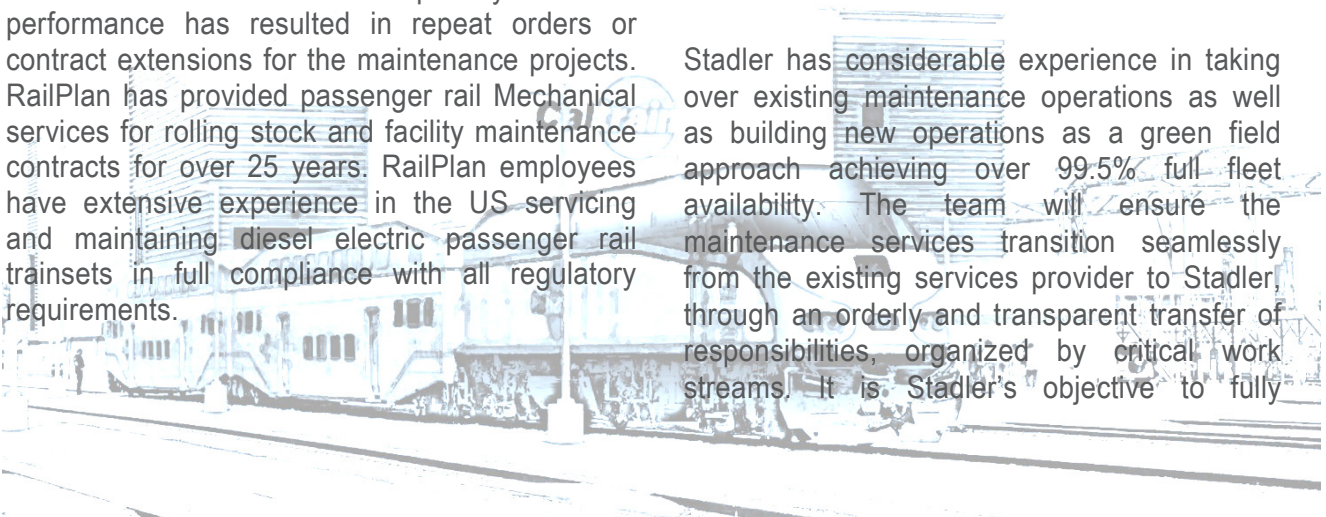 performance has resulted in repeat orders or
contract extensions for the maintenance projects.
RailPlan has provided passenger rail Mechanical
services for rolling stock and facility maintenance
contracts for over 25 years. RailPlan employees
have extensive experience in the US servicing
and maintaining diesel electric passenger rail
trainsets in full compliance with all regulatory
requirements.
Stadler has considerable experience in taking
over existing maintenance operations as well
as building new operations as a green field
approach achieving over 99.5% full fleet
availability. The team will ensure the
maintenance services transition seamlessly
from the existing services provider to Stadler,
through an orderly and transparent transfer of
responsibilities, organized by critical work
streams. It is Stadler's objective to fully
Caltrain